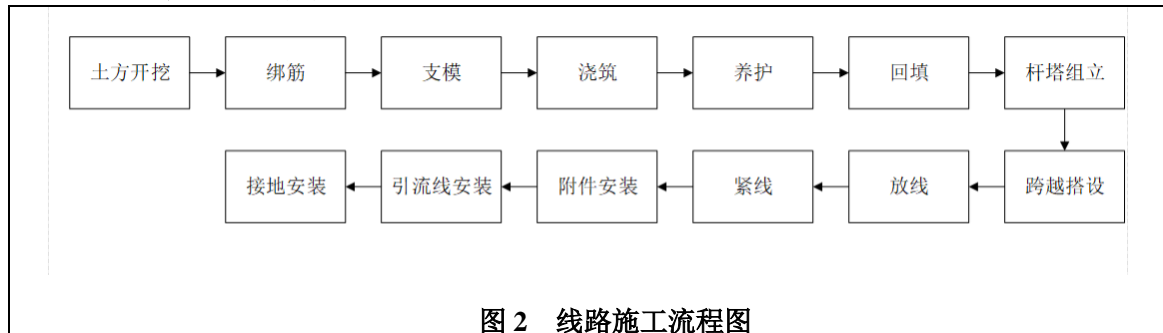 土方开挖 绑筋 支模 浇筑 养护 回填 杆塔组立
接地安装 引流线安装 附件安装 紧线 放线 跨越搭设
图 2 线路施工流程图